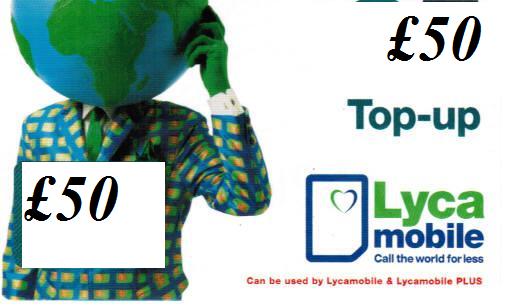 £50
Top-up
£50
Lyca
mobile
Call the world for less
Can be used by Lycamobile & Lycamobile PLUS